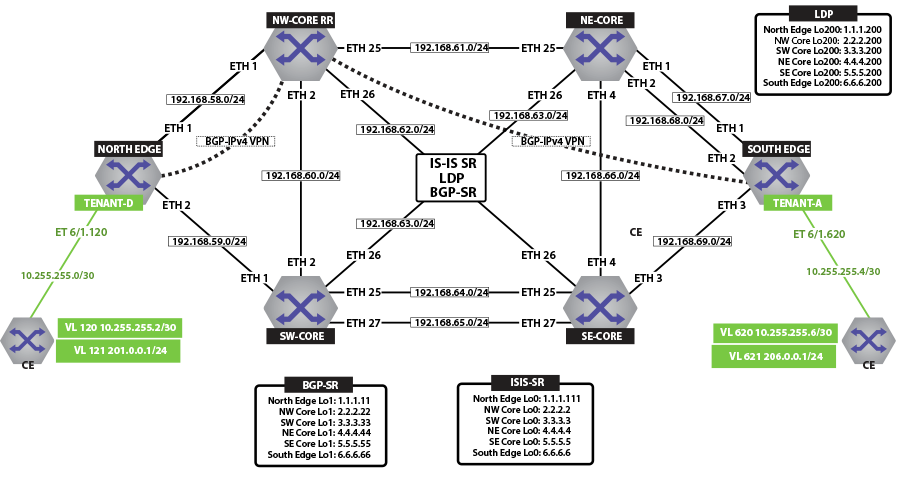 NW-CORE RR
NE-CORE
LDP
North Edge Lo200: 1.1.1.200
NW Core Lo200: 2.2.2.200
SW Core Lo200: 3.3.3.200
NE Core Lo200: 4.4.4.200
SE Core Lo200: 5.5.5.200
South Edge Lo200: 6.6.6.200
ETH 25
192.168.61.0/24
ETH 25
ETH 1
ETH 2
ETH 26
ETH 26
ETH 4
ETH 1
ETH 2
192.168.58.0/24
192.168.67.0/24
192.168.63.0/24
192.168.68.0/24
192.168.62.0/24
ETH 1
ETH 1
BGP-IPv4 VPN
BGP-IPv4 VPN
NORTH EDGE
SOUTH EDGE
ETH 2
IS-IS SR
LDP
BGP-SR
192.168.60.0/24
192.168.66.0/24
TENANT-D
ETH 2
ETH 3
TENANT-A
ET 6/1.120
192.168.63.0/24
CE
ET 6/1.620
192.168.59.0/24
192.168.69.0/24
ETH 26
ETH 26
ETH 2
ETH 4
10.255.255.0/30
ETH 1
ETH 3
10.255.255.4/30
ETH 25
192.168.64.0/24
ETH 25
ETH 27
192.168.65.0/24
ETH 27
SW-CORE
SE-CORE
VL 120 10.255.255.2/30
VL 121 201.0.0.1/24
CE
VL 620 10.255.255.6/30
VL 621 206.0.0.1/24
CE
BGP-SR
North Edge Lo1: 1.1.1.11
NW Core Lo1: 2.2.2.22
SW Core Lo1: 3.3.3.33
NE Core Lo1: 4.4.4.44
SE Core Lo1: 5.5.5.55
South Edge Lo1: 6.6.6.66
ISIS-SR
North Edge Lo0: 1.1.1.111
NW Core Lo0: 2.2.2.2
SW Core Lo0: 3.3.3.3
NE Core Lo0: 4.4.4.4
SE Core Lo0: 5.5.5.5
South Edge Lo0: 6.6.6.6